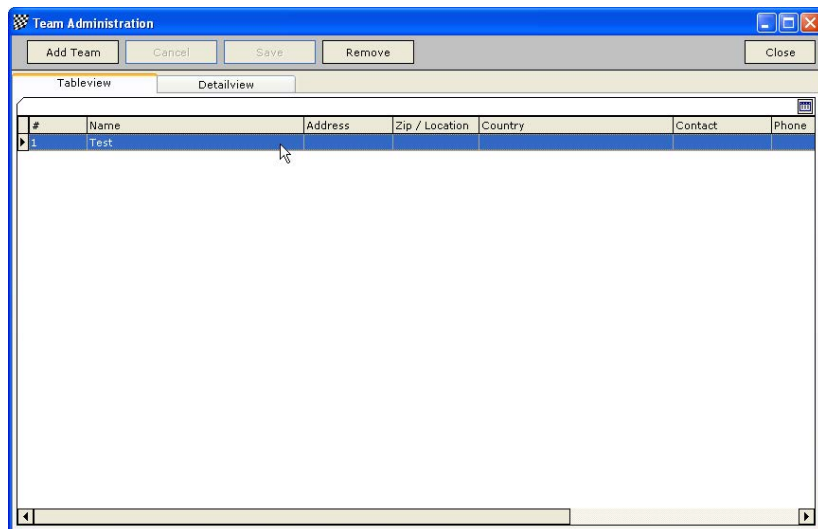 Team Administration
Add Team Cancel Save Remove Close
Tableview Detailview
# Name Address Zip / Location Country Contact Phone
1 Test